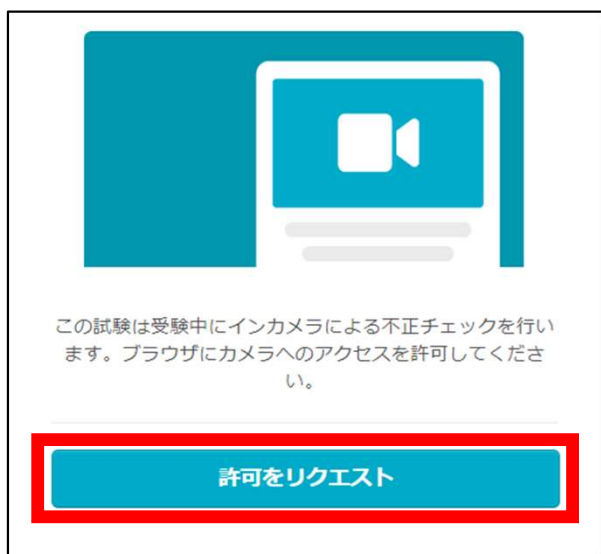 この試験は受験中にインカメラによる不正チェックを行い
ます。ブラウザにカメラへのアクセスを許可してくださ
い。
許可をリクエスト